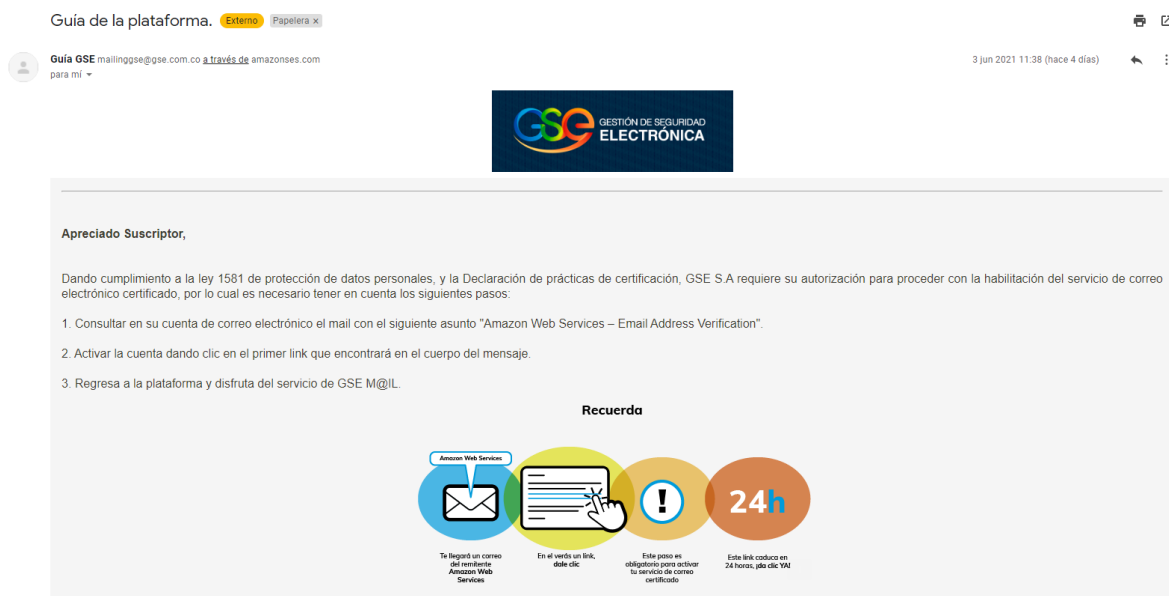 Guía de la plataforma. Externo Papelera x
Guía GSE mailinggse@gse.com.co a través de amazonses.com
3 jun 2021 11:38 (hace 4 días)
para mí
GSE GESTIÓN DE SEGURIDAD
ELECTRÓNICA
Apreciado Suscriptor,
Dando cumplimiento a la ley 1581 de protección de datos personales, y la Declaración de prácticas de certificación, GSE S.A requiere su autorización para proceder con la habilitación del servicio de correo
electrónico certificado, por lo cual es necesario tener en cuenta los siguientes pasos:
1. Consultar en su cuenta de correo electrónico el mail con el siguiente asunto "Amazon Web Services – Email Address Verification".
2. Activar la cuenta dando clic en el primer link que encontrará en el cuerpo del mensaje.
3. Regresa a la plataforma y disfruta del servicio de GSE M@IL.
Recuerda
Amazon Web Services
!
24h
Te llegará un correo
del remitente
Amazon Web
Services
En el verás un link,
dale clic
Este paso es
obligatorio para activar
tu servicio de correo
certificado
Este link caduca en
24 horas, ¡da clic YA!